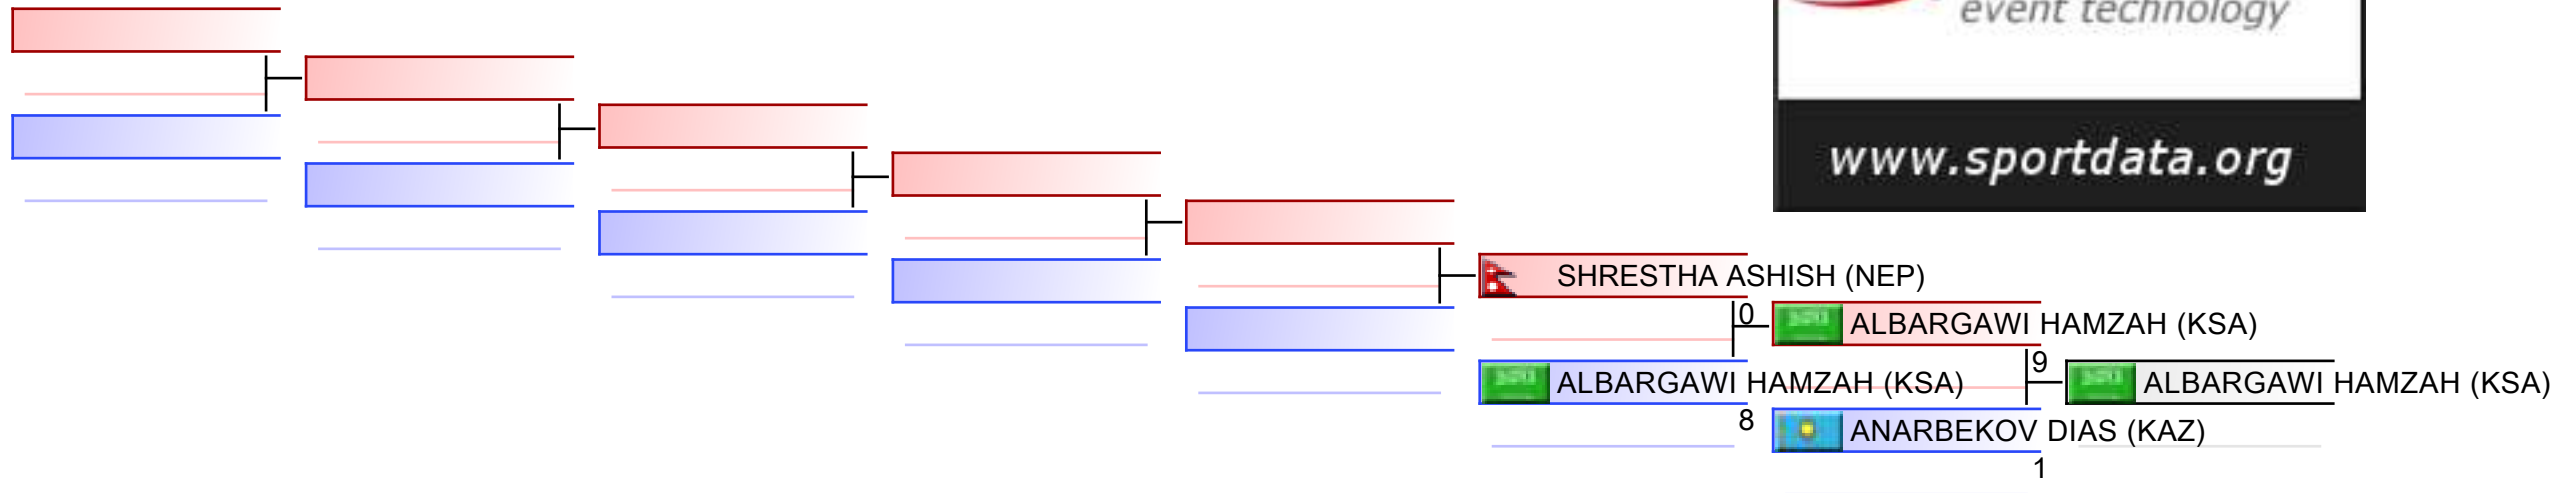 event technology
www.sportdata.org
SHRESTHA ASHISH (NEP)
0
ALBARGAWI HAMZAH (KSA)
9
ALBARGAWI HAMZAH (KSA)
ALBARGAWI HAMZAH (KSA)
8
ANARBEKOV DIAS (KAZ)
1